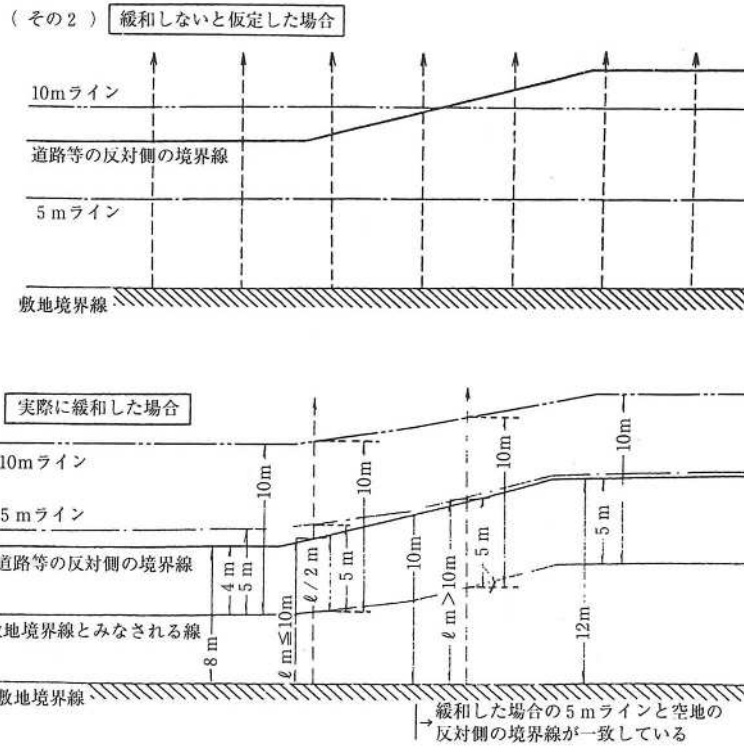 （その2） 緩和しないと仮定した場合
10mライン
道路等の反対側の境界線
5mライン
敷地境界線
実際に緩和した場合
10mライン
5mライン
道路等の反対側の境界線
地境界線とみなされる線
敷地境界線
8m
4m
5m
10m
ℓm≦10m
ℓ/2m
5m
10m
10m
ℓm>10m
5m
10m
12m
5m
10m
緩和した場合の5mラインと空地の
反対側の境界線が一致している